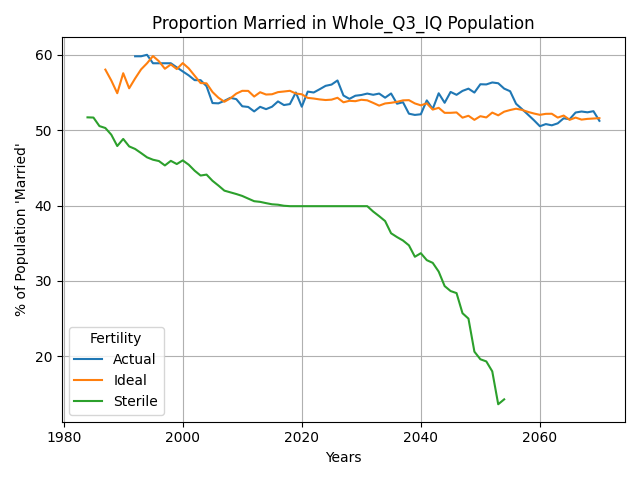 Proportion Married in Whole_Q3_IQ Population
% of Population 'Married'
60
50
40
30
20
Fertility
Actual
Ideal
Sterile
1980
2000
2020
2040
2060
Years